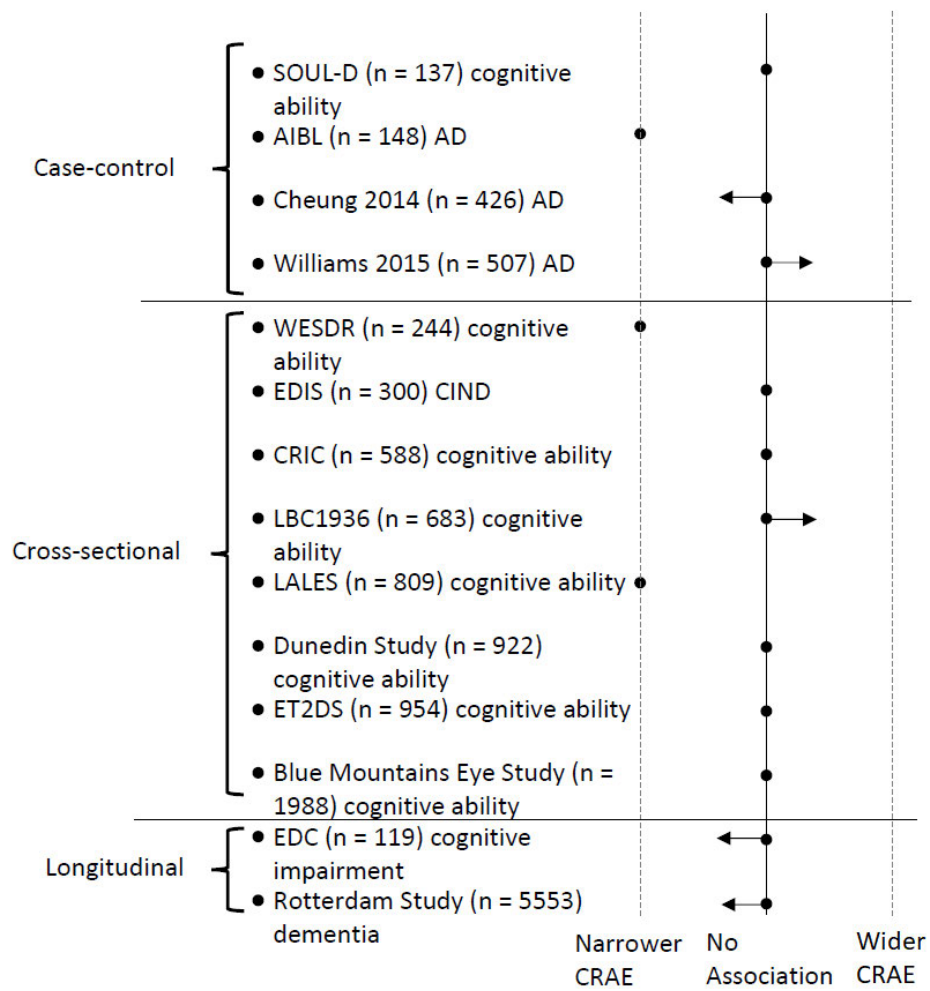 Case-control
• SOUL-D (n = 137) cognitive
ability
• AIBL (n = 148) AD
• Cheung 2014 (n = 426) AD
• Williams 2015 (n = 507) AD
Cross-sectional
• WESDR (n = 244) cognitive
ability
• EDIS (n = 300) CIND
• CRIC (n = 588) cognitive ability
• LBC1936 (n = 683) cognitive
ability
• LALES (n = 809) cognitive ability
• Dunedin Study (n = 922)
cognitive ability
• ET2DS (n = 954) cognitive ability
• Blue Mountains Eye Study (n =
1988) cognitive ability
Longitudinal
• EDC (n = 119) cognitive
impairment
• Rotterdam Study (n = 5553)
dementia
Narrower
CRAE
No
Association
Wider
CRAE